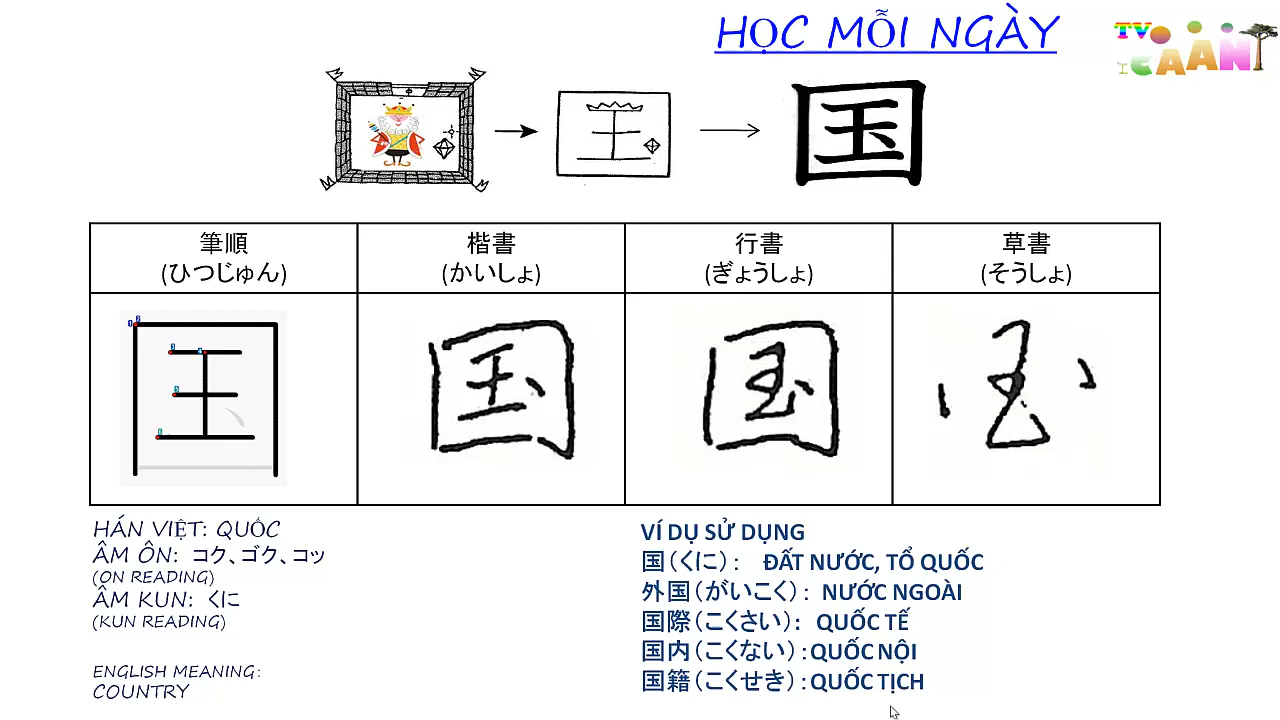 HỌC MỖI NGÀY
TV
CAAN
国
筆順
(ひつじゅん)
楷書
(かいしょ)
行書
(ぎょうしょ)
草書
(そうしょ)
国
国
国
HÁN VIỆT: QUỐC
ÂM ÔN: コク、ゴク、コッ
(ON READING)
ÂM KUN: くに
(KUN READING)
ENGLISH MEANING:
COUNTRY
VÍ DỤ SỬ DỤNG
国(くに): ĐẤT NƯỚC, TỔ QUỐC
外国(がいこく): NƯỚC NGOÀI
国際(こくさい): QUỐC TẾ
国内(こくない):QUỐC NỘI
国籍(こくせき):QUỐC TỊCH